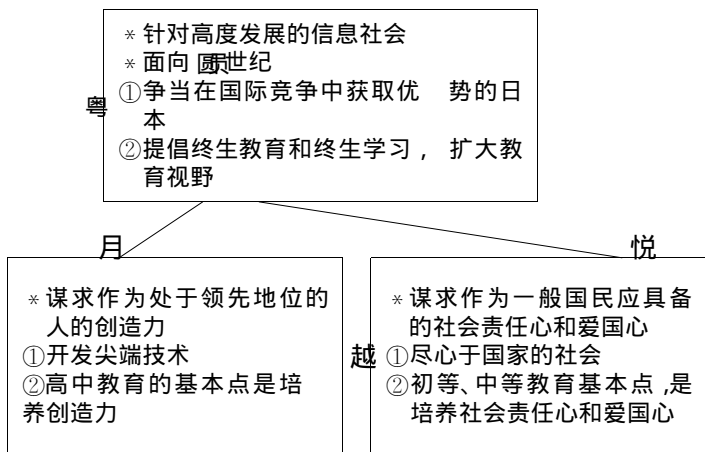 * 针对高度发展的信息社会
* 面向 圆员世纪
①争当在国际竞争中获取优 势的日
本
②提倡终生教育和终生学习, 扩大教
育视野
粤
月
悦
* 谋求作为处于领先地位的
人的创造力
①开发尖端技术
②高中教育的基本点是培
养创造力
越
* 谋求作为一般国民应具备
的社会责任心和爱国心
①尽心于国家的社会
②初等、中等教育基本点,是
培养社会责任心和爱国心